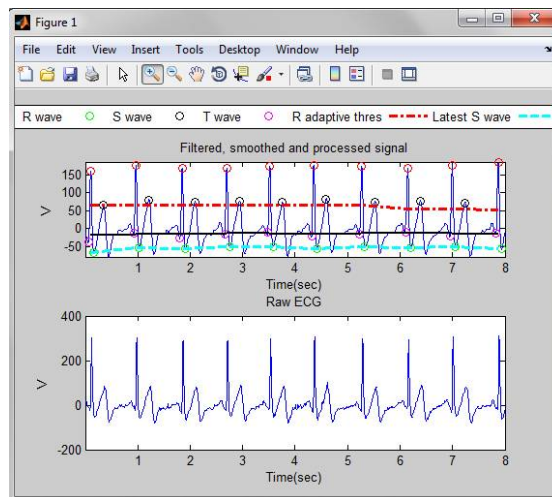 Figure 1
File Edit View Insert Tools Desktop Window Help
R wave S wave T wave R adaptive thres Latest S wave
Filtered, smoothed and processed signal
150
100
50
0
-50
V
1 2 3 4 5 6 7 8
Time(sec)
Raw ECG
400
200
0
-200
V
1 2 3 4 5 6 7 8
Time(sec)